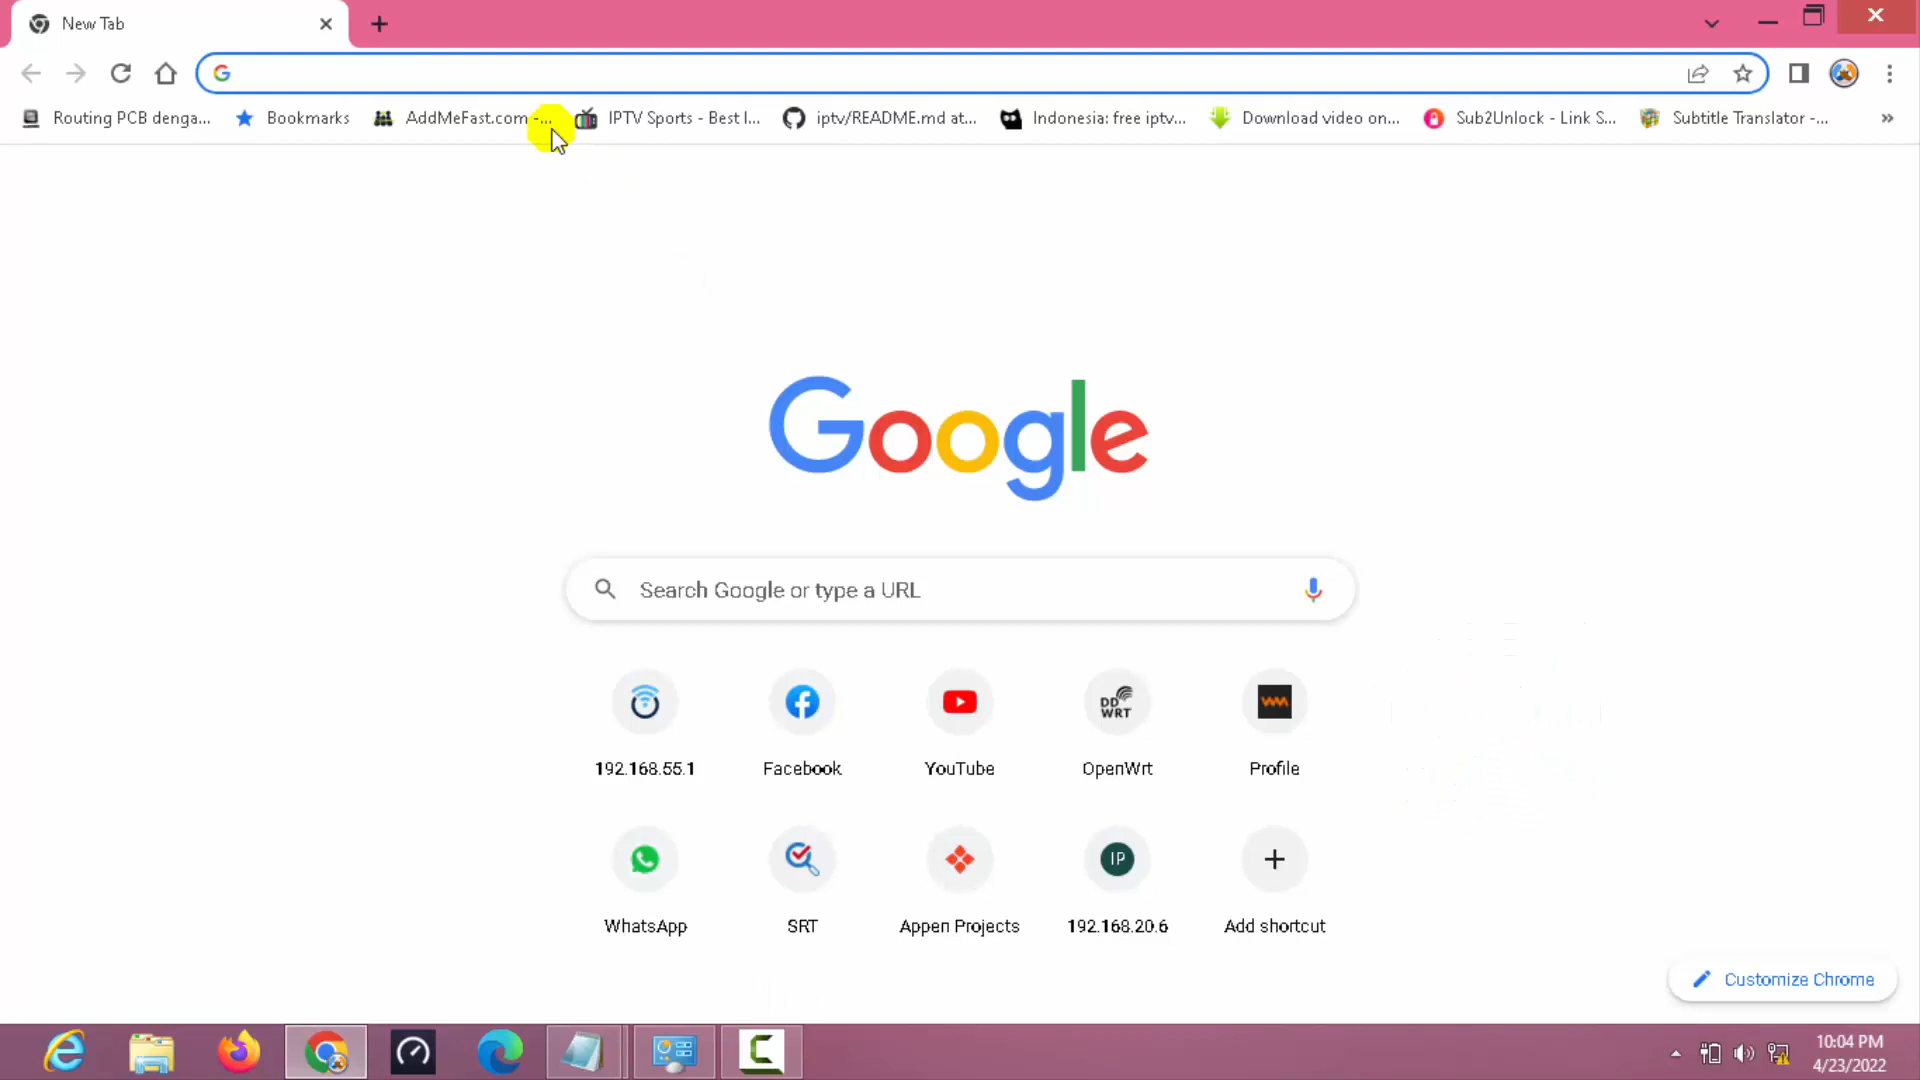 New Tab
Routing PCB denga... Bookmarks AddMeFast.com -... IPTV Sports - Best I... iptv/README.md at... Indonesia: free iptv... Download video on... Sub2Unlock - Link S... Subtitle Translator -... »
Google
Search Google or type a URL
DD WRT
192.168.55.1 Facebook YouTube OpenWrt Profile
IP
WhatsApp SRT Appen Projects 192.168.20.6 Add shortcut
Customize Chrome
10:04 PM
4/23/2022